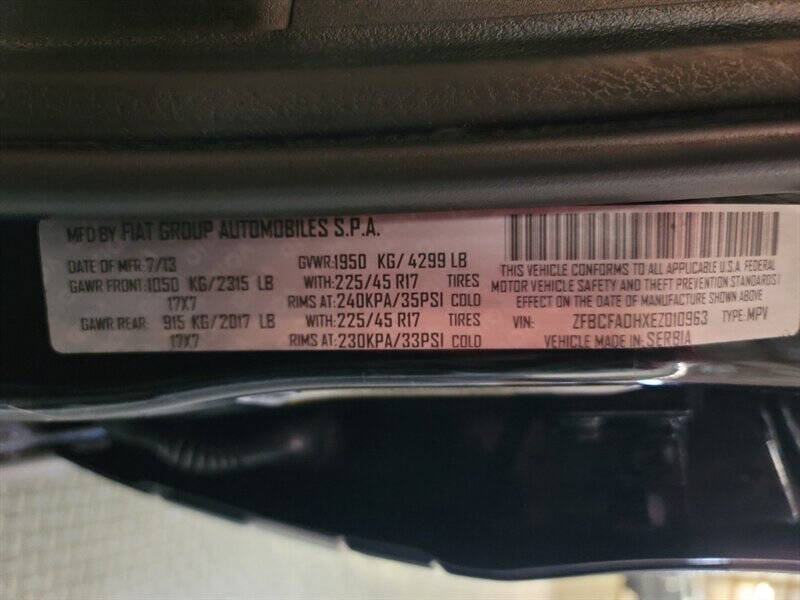 MFD BY FIAT GROUP AUTOMOBILES S.P.A.
DATE OF MFR: 7/13 GVWR: 1950 KG/ 4299 LB
GAWR FRONT: 1050 KG/2315 LB WITH: 225/45 R17 TIRES
17X7 RIMS AT: 240KPA/35PSI COLD
GAWR REAR: 915 KG/2017 LB WITH: 225/45 R17 TIRES
17X7 RIMS AT: 230KPA/33PSI COLD
THIS VEHICLE CONFORMS TO ALL APPLICABLE U.S.A. FEDERAL
MOTOR VEHICLE SAFETY AND THEFT PREVENTION STANDARDS IN
EFFECT ON THE DATE OF MANUFACTURE SHOWN ABOVE.
VIN: ZFBCFADHXEZ010963 TYPE: MPV
VEHICLE MADE IN: SERBIA